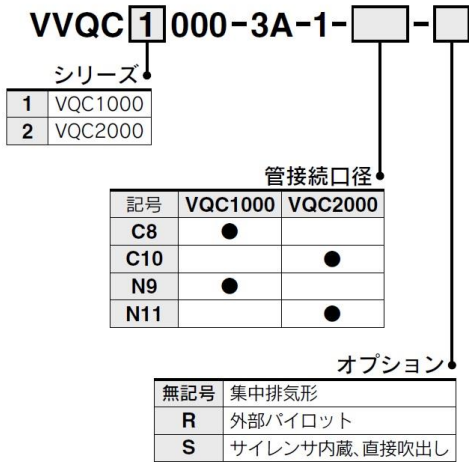 VVQC 1 000-3A-1- -
シリーズ
1 VQC1000
2 VQC2000
管接続口径
記号 VQC1000 VQC2000
C8 ●
C10 ●
N9 ●
N11 ●
オプション
無記号 集中排気形
R 外部パイロット
S サイレンサ内蔵、直接吹出し